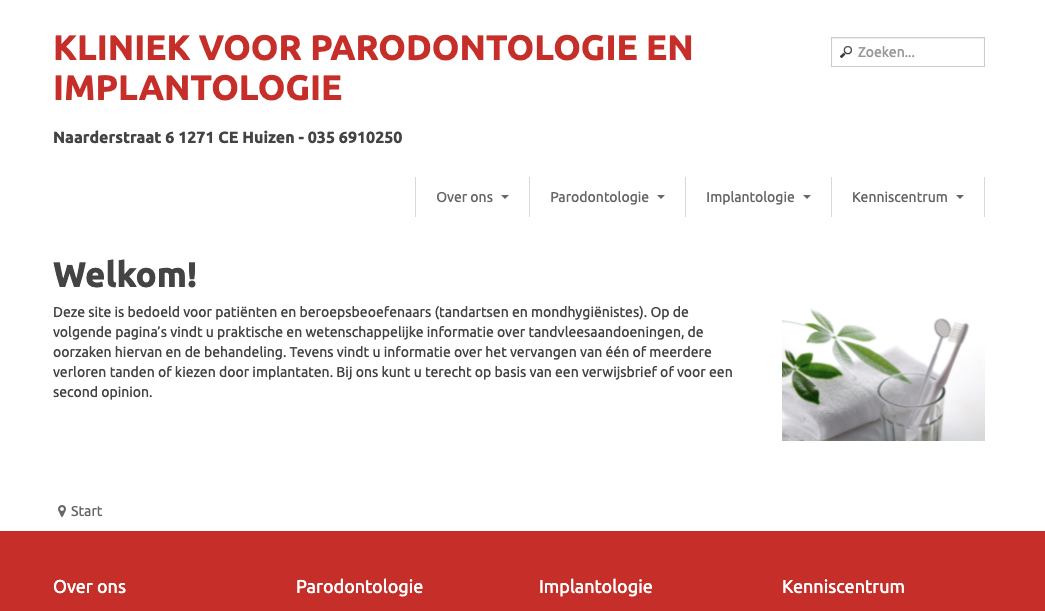 KLINIEK VOOR PARODONTOLOGIE EN
IMPLANTOLOGIE
Zoeken...
Naarderstraat 6 1271 CE Huizen - 035 6910250
Over ons
Parodontologie
Implantologie
Kenniscentrum
Welkom!
Deze site is bedoeld voor patiënten en beroepsbeoefenaars (tandartsen en mondhygiënistes). Op de
volgende pagina's vindt u praktische en wetenschappelijke informatie over tandvleesaandoeningen, de
oorzaken hiervan en de behandeling. Tevens vindt u informatie over het vervangen van één of meerdere
verloren tanden of kiezen door implantaten. Bij ons kunt u terecht op basis van een verwijsbrief of voor een
second opinion.
Start
Over ons
Parodontologie
Implantologie
Kenniscentrum